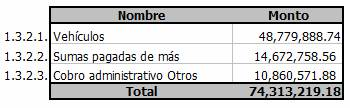 Nombre Monto
1.3.2.1. Vehículos 48,779,888.74
1.3.2.2. Sumas pagadas de más 14,672,758.56
1.3.2.3. Cobro administrativo Otros 10,860,571.88
Total 74,313,219.18